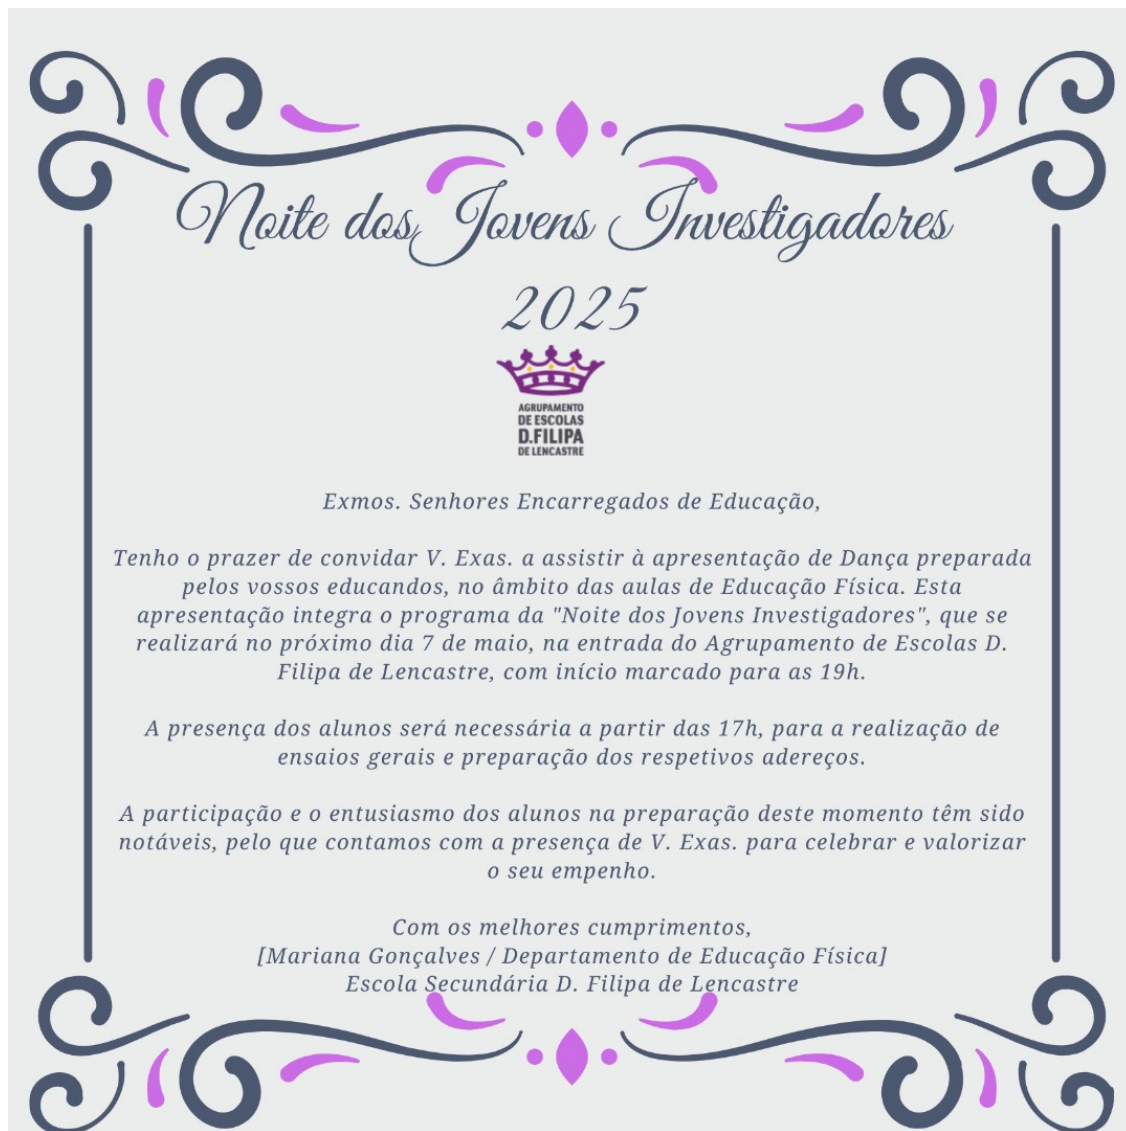 Noite dos Jovens Investigadores
2025
AGRUPAMENTO
DE ESCOLAS
D.FILIPA
DE LENCASTRE
Exmos. Senhores Encarregados de Educação,
Tenho o prazer de convidar V. Exas. a assistir à apresentação de Dança preparada
pelos vossos educandos, no âmbito das aulas de Educação Física. Esta
apresentação integra o programa da "Noite dos Jovens Investigadores", que se
realizará no próximo dia 7 de maio, na entrada do Agrupamento de Escolas D.
Filipa de Lencastre, com início marcado para as 19h.
A presença dos alunos será necessária a partir das 17h, para a realização de
ensaios gerais e preparação dos respetivos adereços.
A participação e o entusiasmo dos alunos na preparação deste momento têm sido
notáveis, pelo que contamos com a presença de V. Exas. para celebrar e valorizar
o seu empenho.
Com os melhores cumprimentos,
[Mariana Gonçalves / Departamento de Educação Física]
Escola Secundária D. Filipa de Lencastre